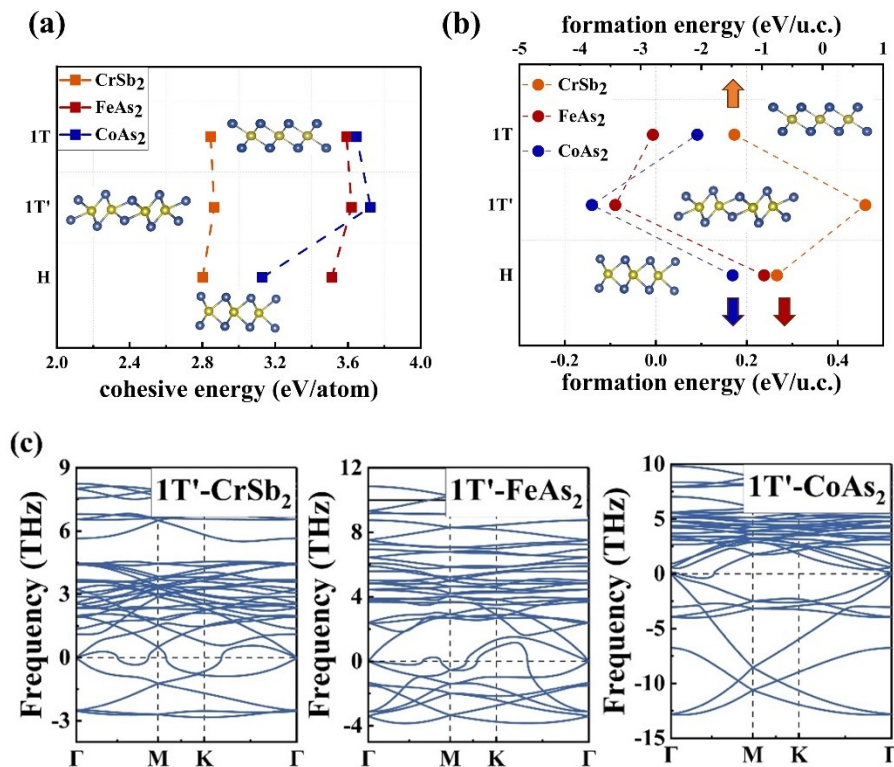 (a)
CrSb2
FeAs2
CoAs2
1T
1T'
H
2.0 2.4 2.8 3.2 3.6 4.0
cohesive energy (eV/atom)
(b)
formation energy (eV/u.c.)
-5 -4 -3 -2 -1 0 1
CrSb2
FeAs2
CoAs2
1T
1T'
H
-0.2 0.0 0.2 0.4
formation energy (eV/u.c.)
(c)
Frequency (THz)
9
6
3
0
-3
1T'-CrSb2
Γ M K Γ
Frequency (THz)
12
8
4
0
-4
1T'-FeAs2
Γ M K Γ
Frequency (THz)
10
5
0
-5
-10
-15
1T'-CoAs2
Γ M K Γ